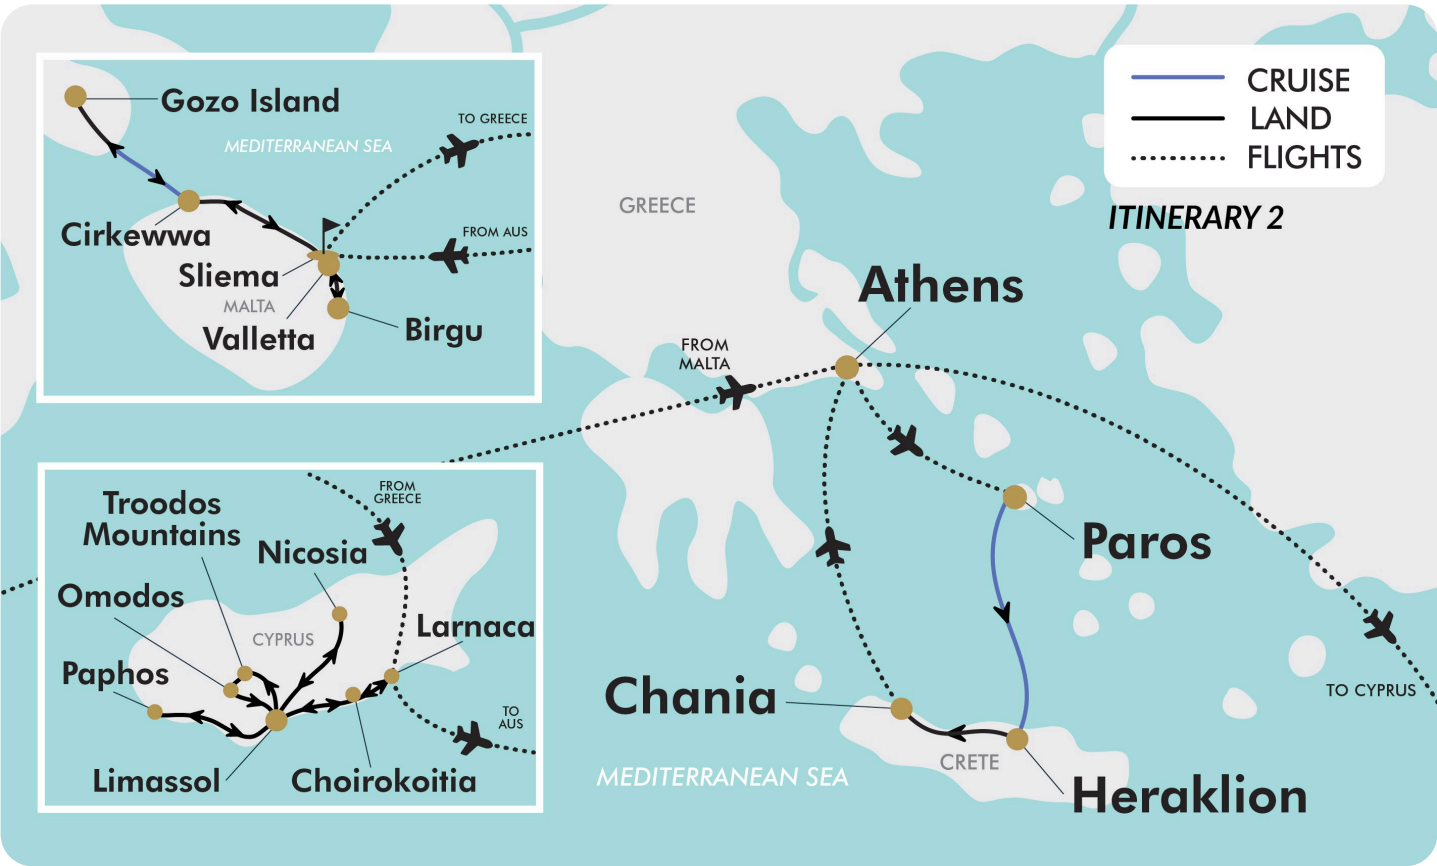 CRUISE
LAND
FLIGHTS
ITINERARY 2
Gozo Island
MEDITERRANEAN SEA
TO GREECE
FROM AUS
Cirkewwa
Sliema
MALTA
Valletta
Birgu
GREECE
Athens
FROM
MALTA
Paros
TO CYPRUS
Chania
CRETE
Heraklion
MEDITERRANEAN SEA
FROM
GREECE
Troodos
Mountains
Nicosia
Omodos
CYPRUS
Larnaca
Paphos
TO
AUS
Limassol
Choirokoitia